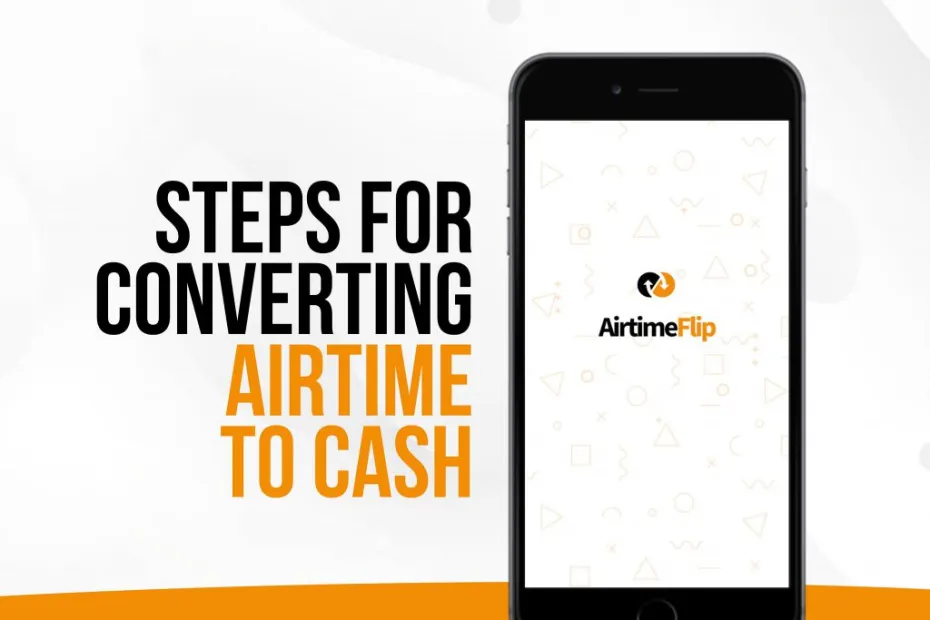 STEPS FOR
CONVERTING
AIRTIME
TO CASH
AirtimeFlip